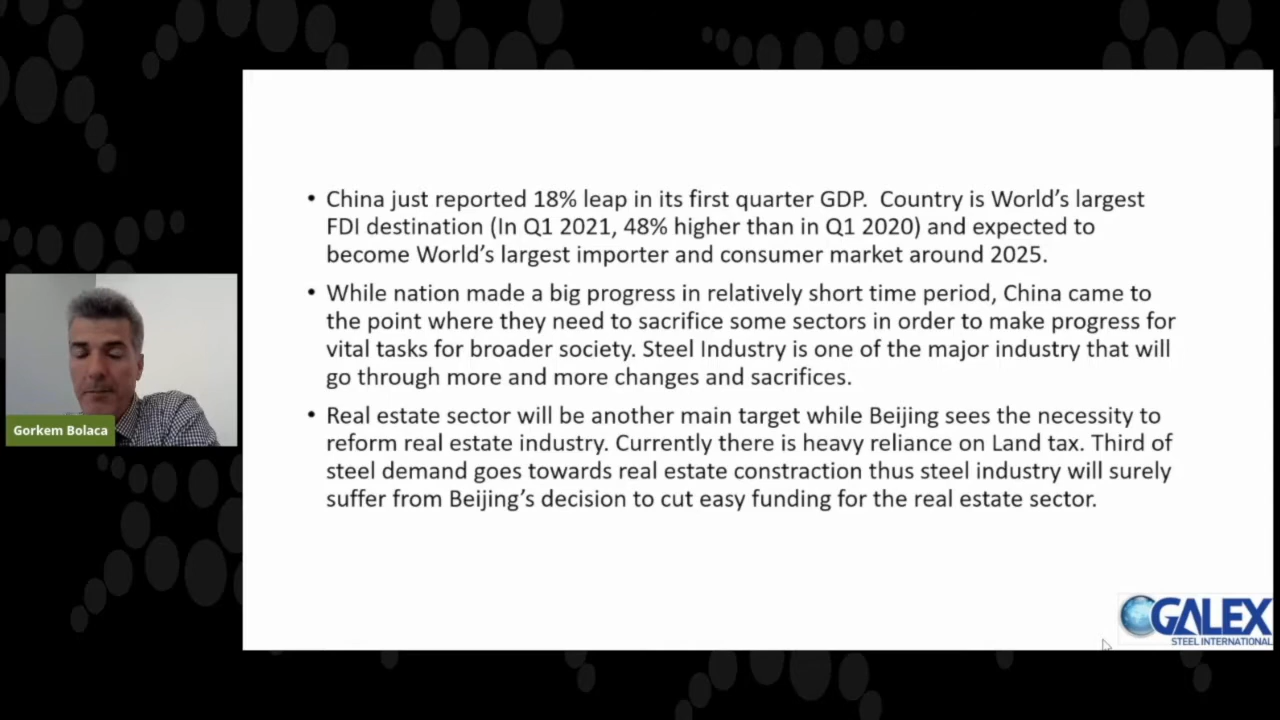 • China just reported 18% leap in its first quarter GDP.  Country is World's largest
FDI destination (In Q1 2021, 48% higher than in Q1 2020) and expected to
become World's largest importer and consumer market around 2025.
• While nation made a big progress in relatively short time period, China came to
the point where they need to sacrifice some sectors in order to make progress for
vital tasks for broader society. Steel Industry is one of the major industry that will
go through more and more changes and sacrifices.
• Real estate sector will be another main target while Beijing sees the necessity to
reform real estate industry. Currently there is heavy reliance on Land tax. Third of
steel demand goes towards real estate constraction thus steel industry will surely
suffer from Beijing's decision to cut easy funding for the real estate sector.
Gorkem Bolaca
GALEX
STEEL INTERNATIONAL